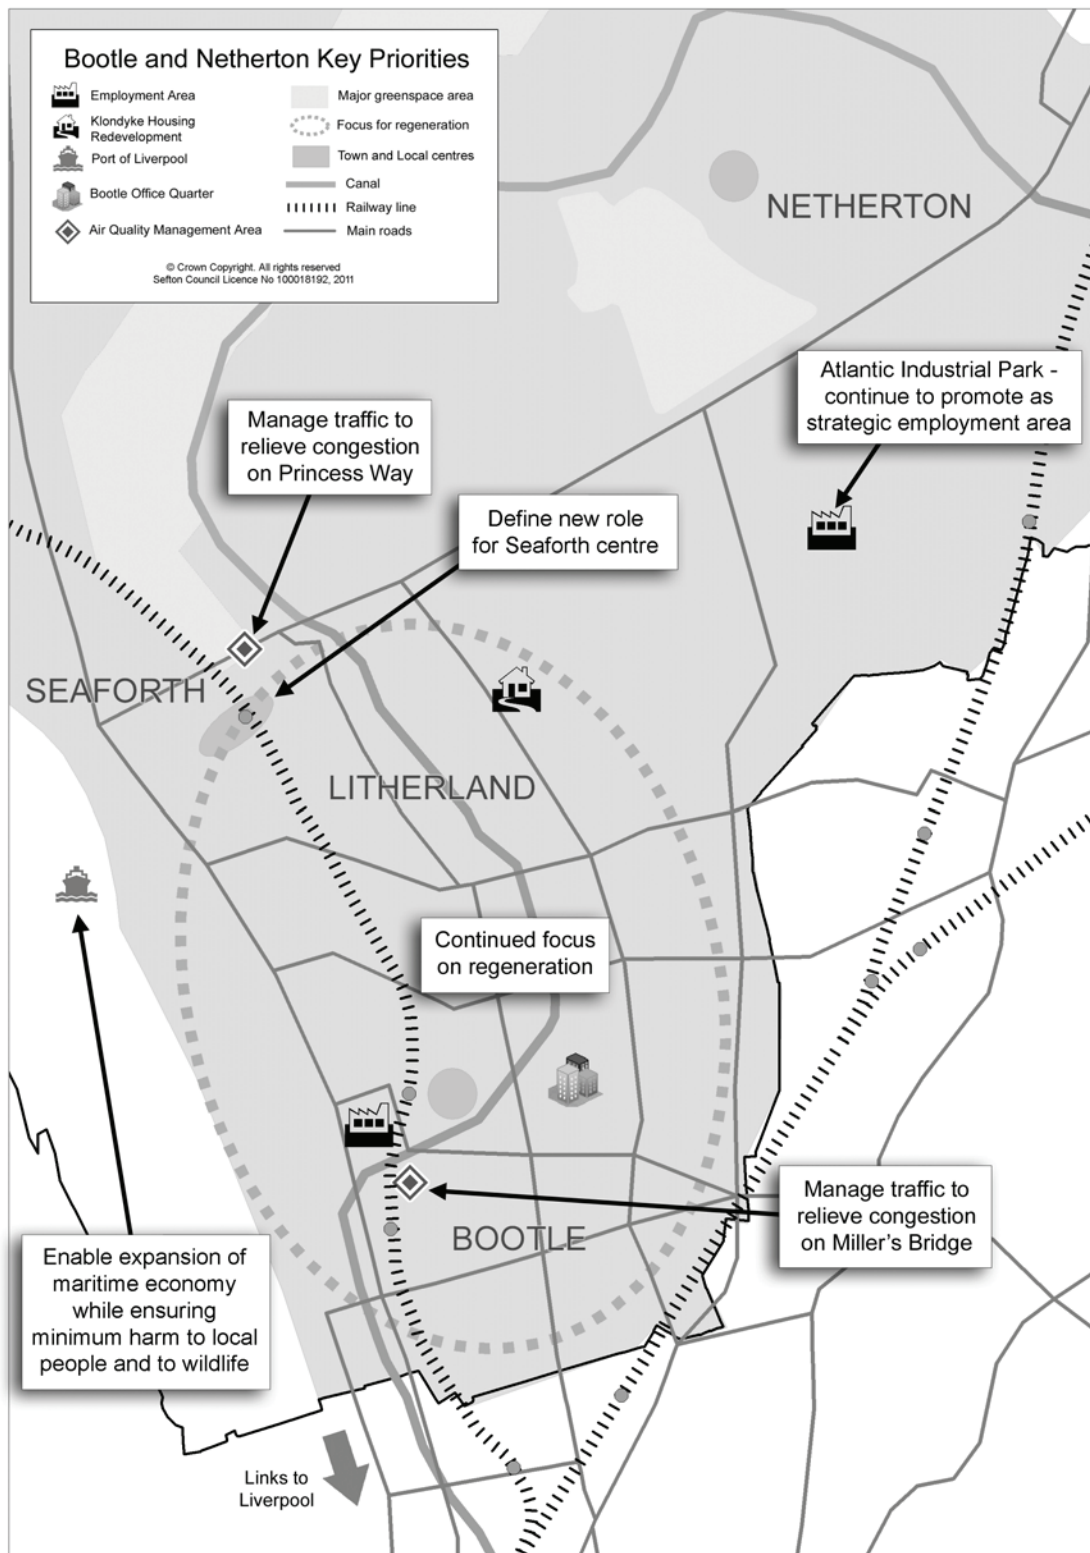 Bootle and Netherton Key Priorities
Employment Area
Klondyke Housing
Redevelopment
Port of Liverpool
Bootle Office Quarter
Air Quality Management Area
Major greenspace area
Focus for regeneration
Town and Local centres
Canal
Railway line
Main roads
© Crown Copyright. All rights reserved
Sefton Council Licence No 100018192, 2011
NETHERTON
Atlantic Industrial Park -
continue to promote as
strategic employment area
Manage traffic to
relieve congestion
on Princess Way
Define new role
for Seaforth centre
SEAFORTH
LITHERLAND
Continued focus
on regeneration
Manage traffic to
relieve congestion
on Miller's Bridge
BOOTLE
Enable expansion of
maritime economy
while ensuring
minimum harm to local
people and to wildlife
Links to
Liverpool